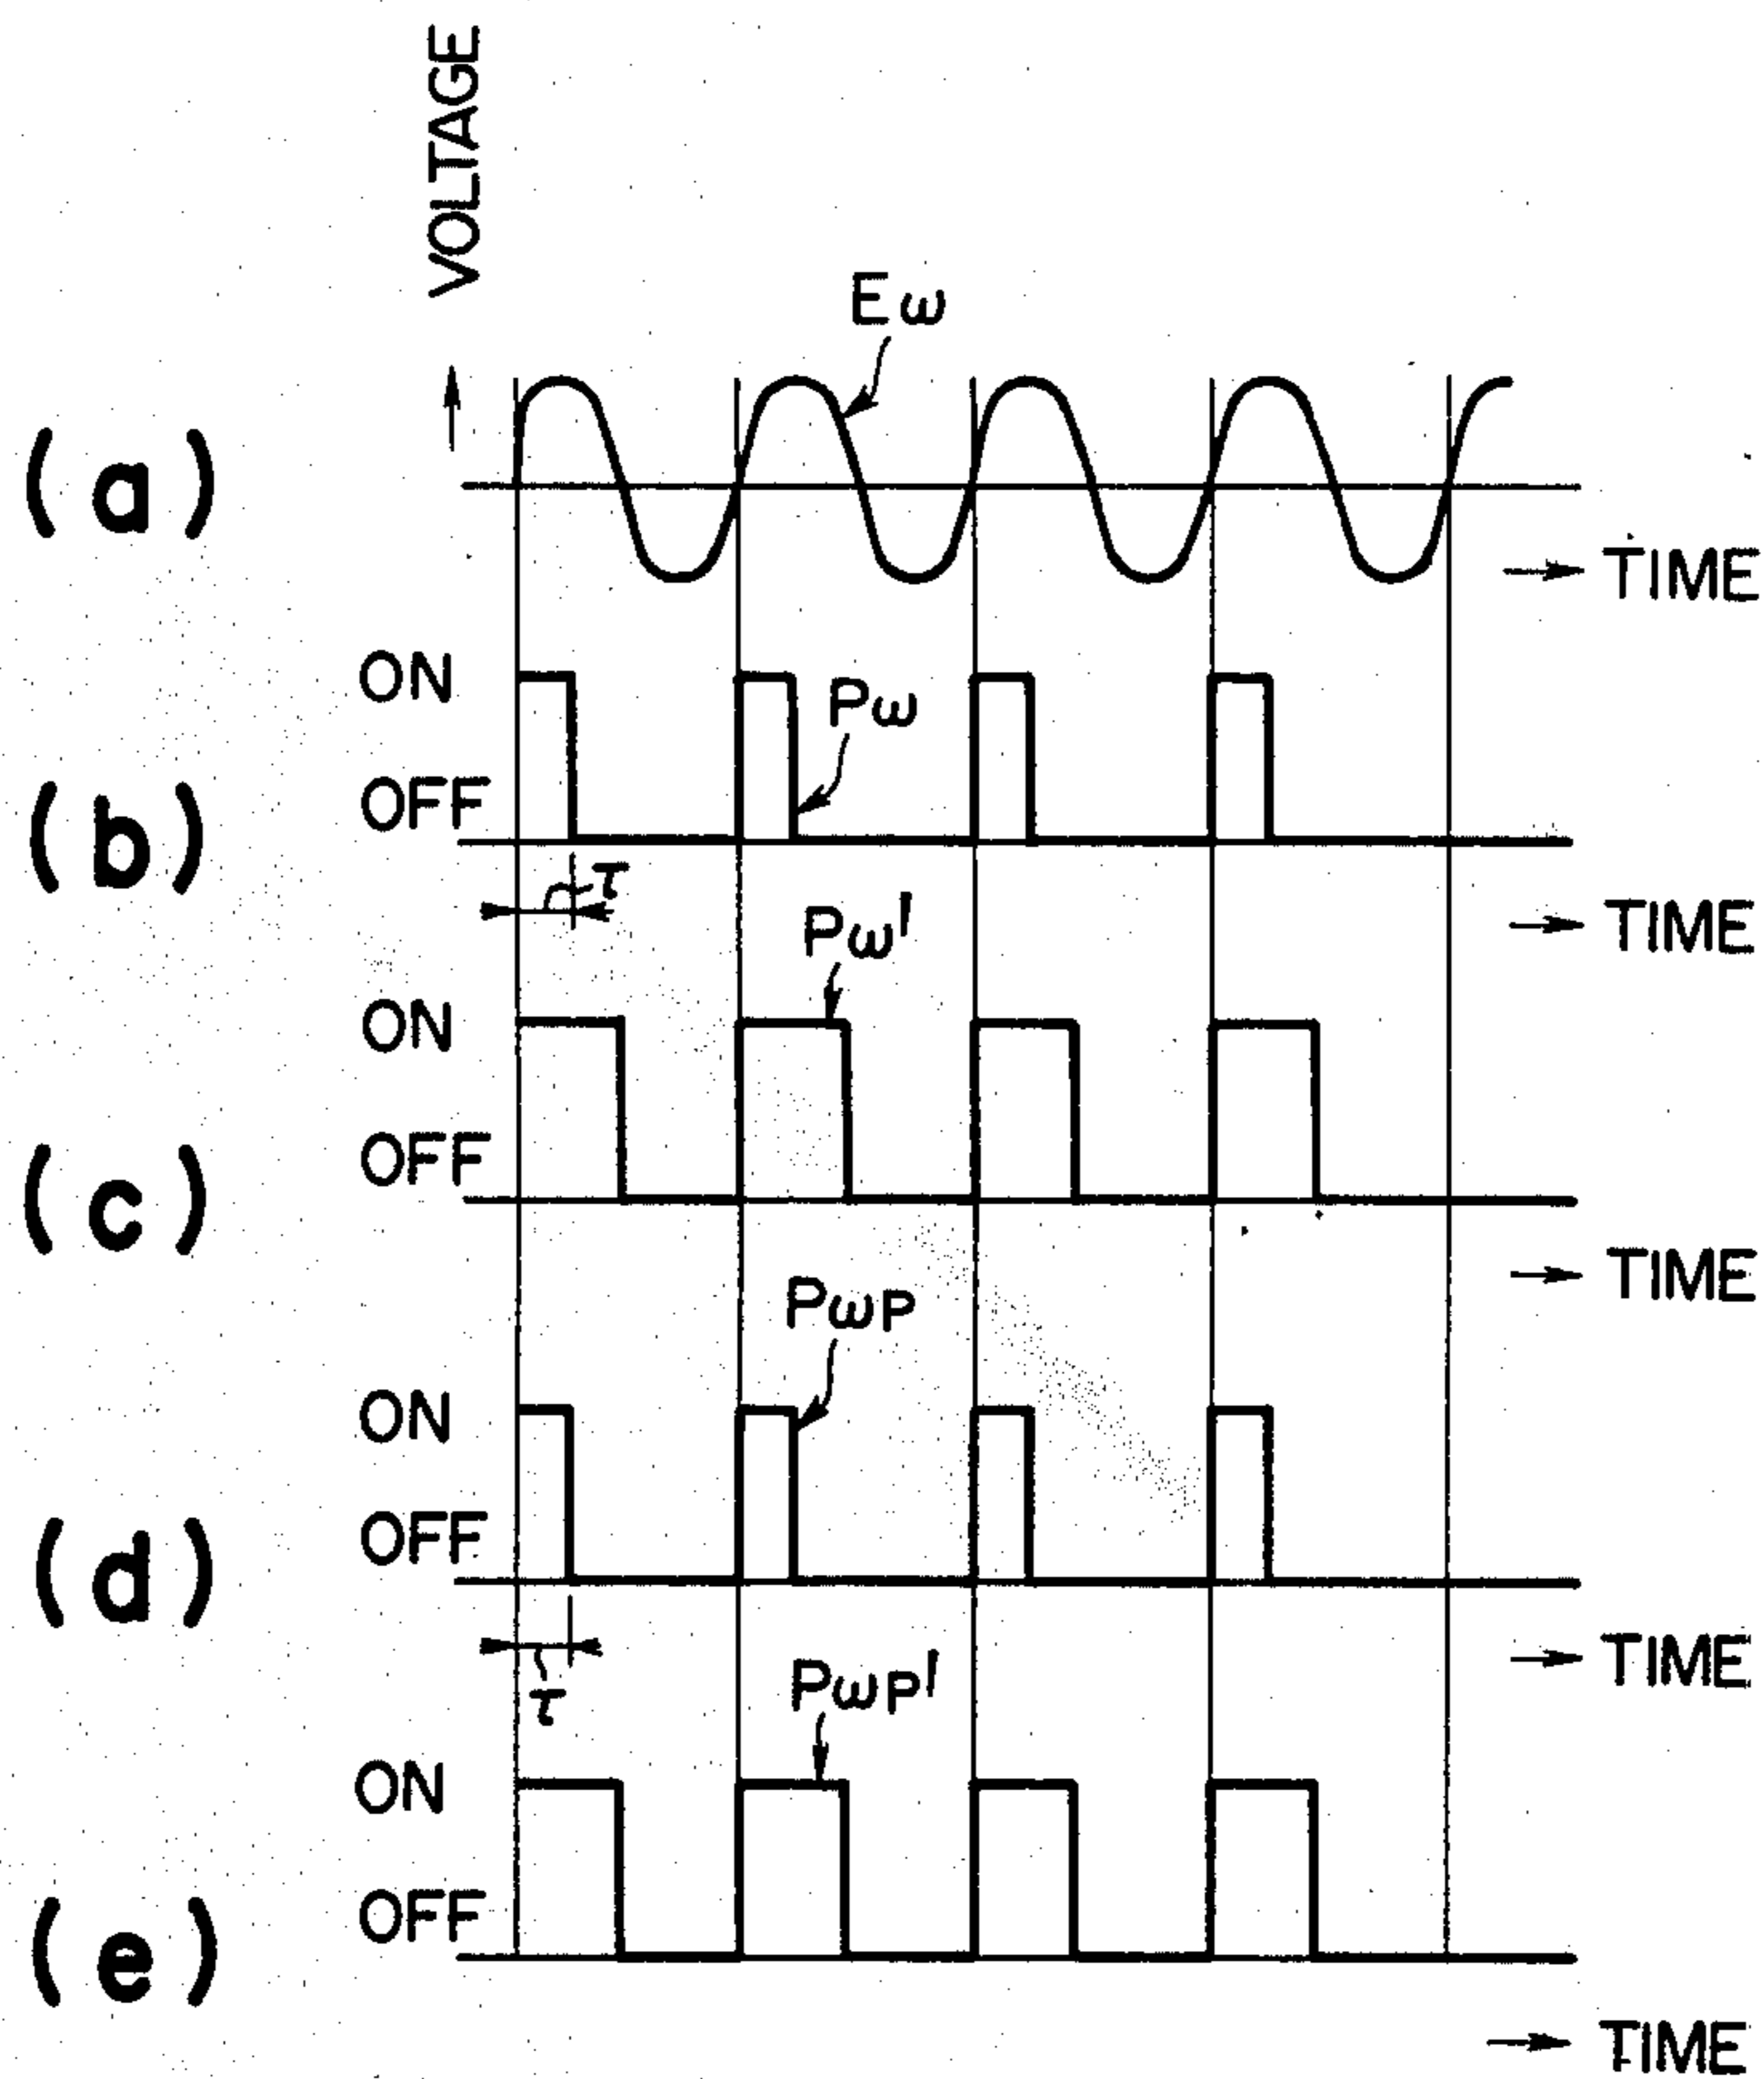 VOLTAGE
Eω
(a)
TIME
ON
Pω
OFF
(b)
τ
TIME
Pω'
ON
OFF
(c)
TIME
PωP
ON
OFF
(d)
TIME
τ
PωP'
ON
OFF
(e)
TIME